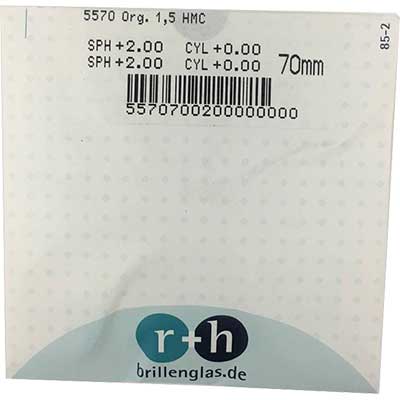 5570 Org. 1,5 HMC
SPH +2.00 CYL +0.00
SPH +2.00 CYL +0.00 70mm
5570700200000000
85-2
r+h
brillenglas.de